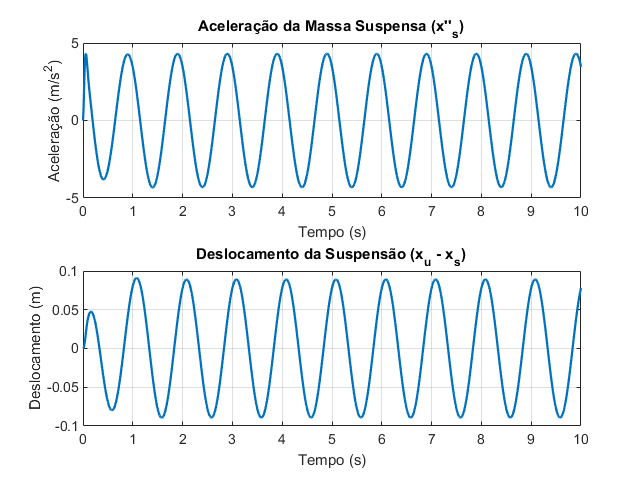 Aceleração da Massa Suspensa (x''s)
5
0
-5
Aceleração (m/s2)
0 1 2 3 4 5 6 7 8 9 10
Tempo (s)
Deslocamento da Suspensão (xu - xs)
0.1
0.05
0
-0.05
-0.1
Deslocamento (m)
0 1 2 3 4 5 6 7 8 9 10
Tempo (s)